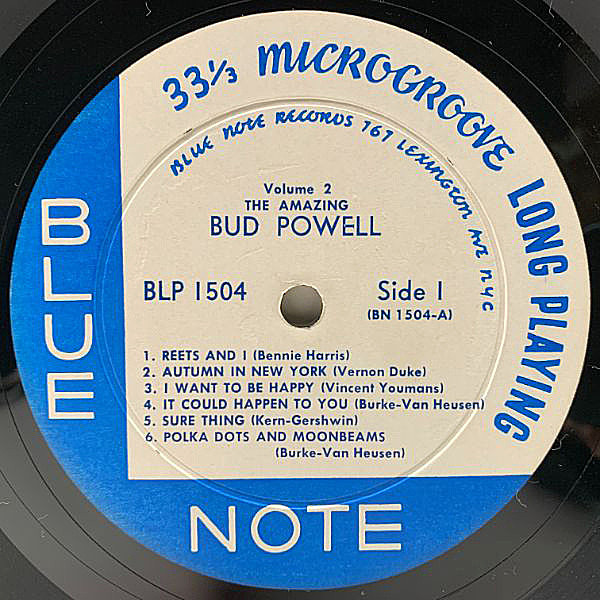 33⅓ MICROGROOVE LONG PLAYING
BLUE NOTE RECORDS 767 LEXINGTON AVE NYC
Volume 2
THE AMAZING
BUD POWELL
BLP 1504 Side 1
(BN 1504-A)
1. REETS AND I (Bennie Harris)
2. AUTUMN IN NEW YORK (Vernon Duke)
3. I WANT TO BE HAPPY (Vincent Youmans)
4. IT COULD HAPPEN TO YOU (Burke-Van Heusen)
5. SURE THING (Kern-Gershwin)
6. POLKA DOTS AND MOONBEAMS
(Burke-Van Heusen)
BLUE
NOTE